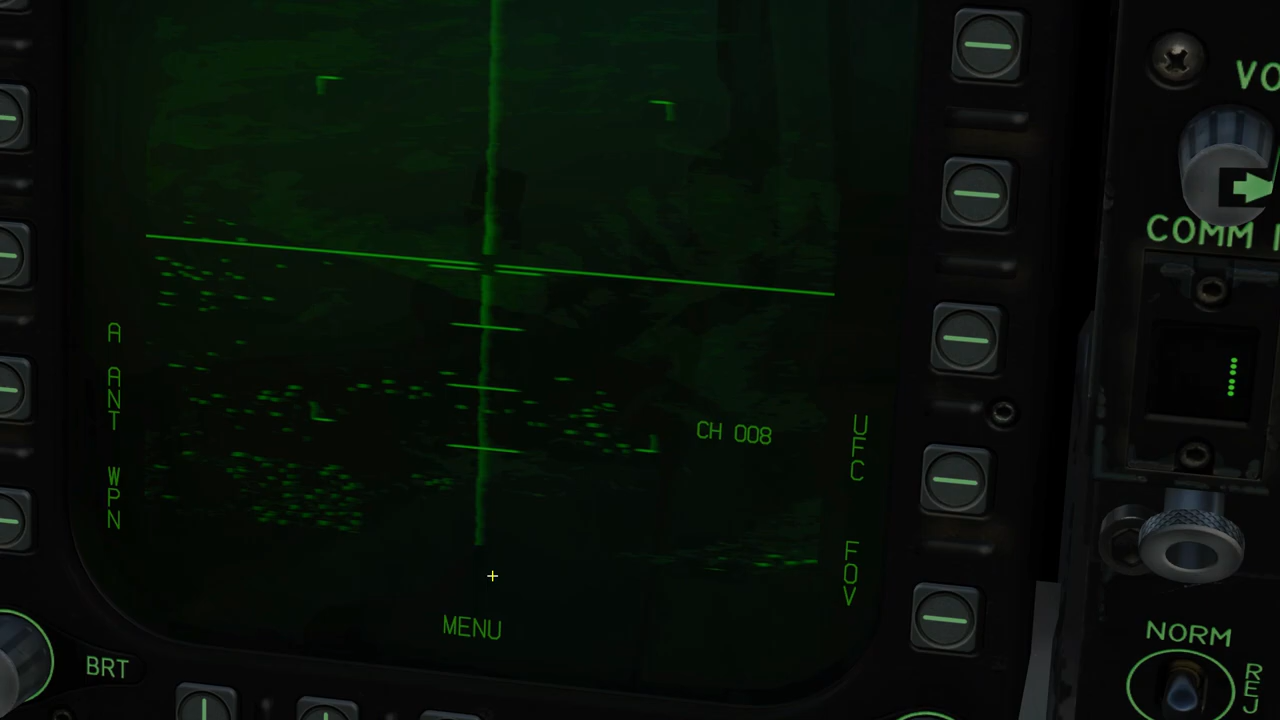 VO
COMM
A
ANT
WPN
CH 008
UFC
FOV
MENU
BRT
NORM
REJ